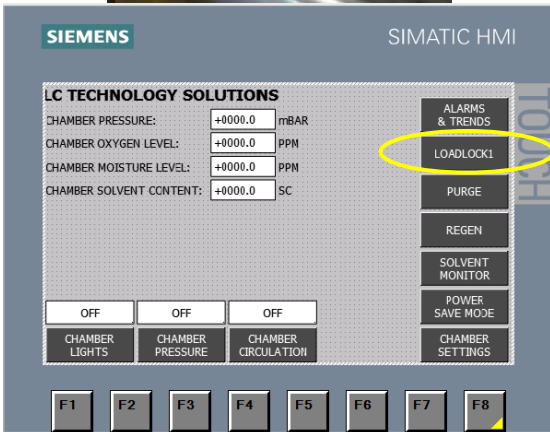 SIEMENS
SIMATIC HMI
TOUCH
LC TECHNOLOGY SOLUTIONS
CHAMBER PRESSURE: +0000.0 mBAR
CHAMBER OXYGEN LEVEL: +0000.0 PPM
CHAMBER MOISTURE LEVEL: +0000.0 PPM
CHAMBER SOLVENT CONTENT: +0000.0 SC
ALARMS
& TRENDS
LOADLOCK1
PURGE
REGEN
SOLVENT
MONITOR
POWER
SAVE MODE
CHAMBER
SETTINGS
OFF OFF OFF
CHAMBER
LIGHTS
CHAMBER
PRESSURE
CHAMBER
CIRCULATION
F1 F2 F3 F4 F5 F6 F7 F8